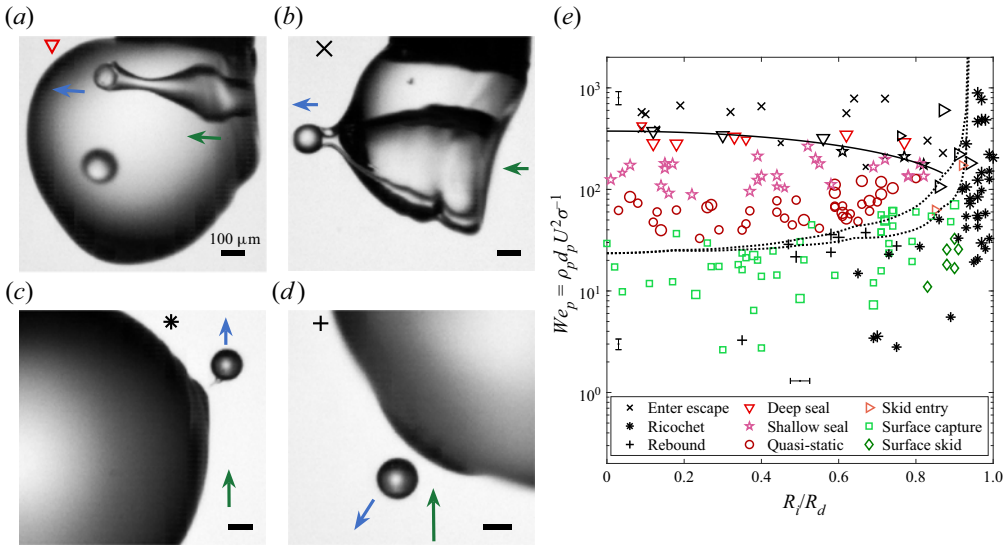 (a)
(b)
(c)
(d)
(e)
100 μm
We_p = ρ_p d_p U² σ⁻¹
10³
10²
10¹
10⁰
Enter escape
Deep seal
Skid entry
Ricochet
Shallow seal
Surface capture
Rebound
Quasi-static
Surface skid
0
0.2
0.4
0.6
0.8
1.0
R_i/R_d